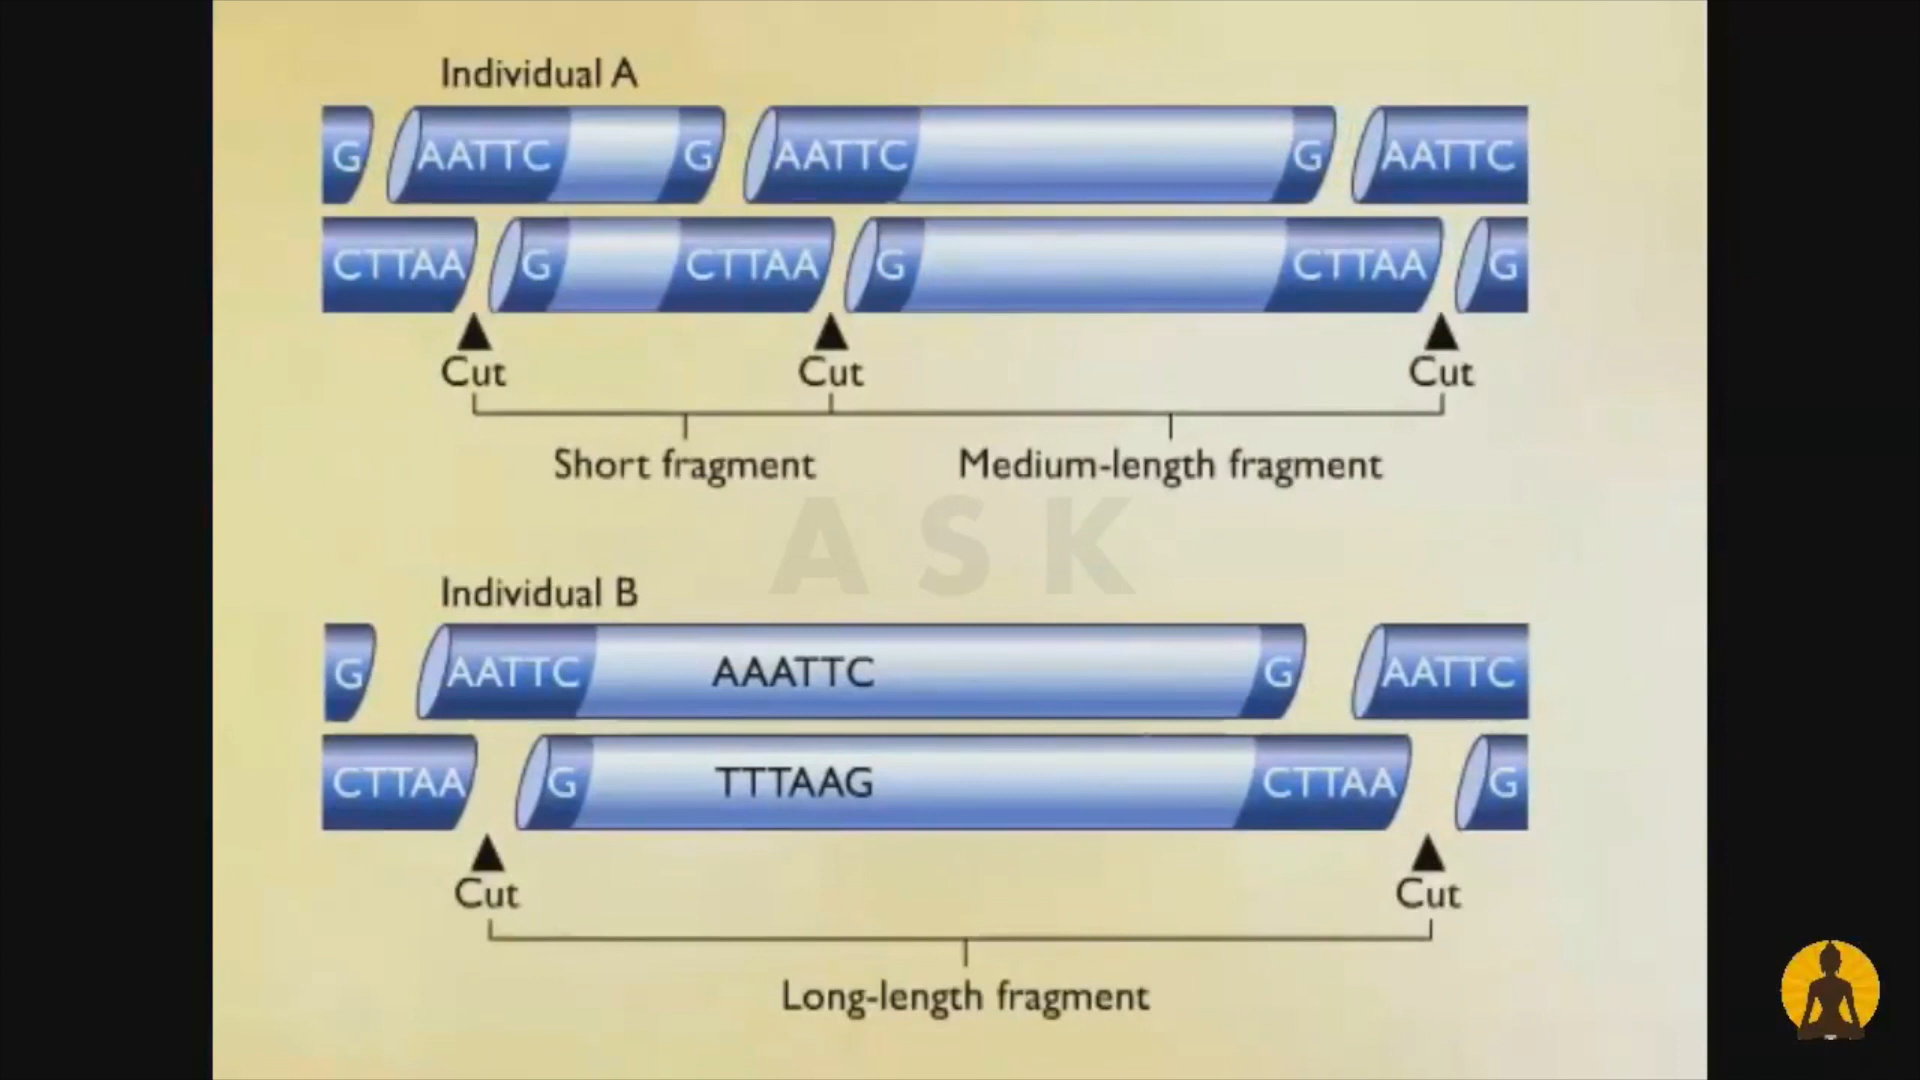 Individual A
G AATTC G AATTC G AATTC
CTTAA G CTTAA G CTTAA G
Cut Cut Cut
Short fragment Medium-length fragment
ASK
Individual B
G AATTC AAATTC G AATTC
CTTAA G TTTAAG CTTAA G
Cut Cut
Long-length fragment